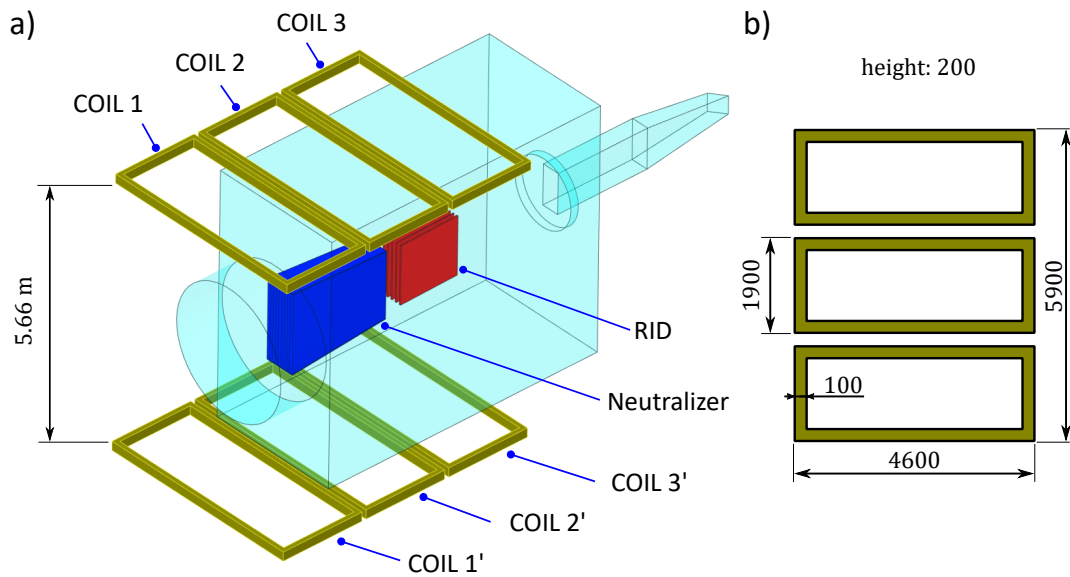 a)
COIL 3
COIL 2
COIL 1
5.66 m
RID
Neutralizer
COIL 3'
COIL 2'
COIL 1'
b)
height: 200
1900
5900
100
4600